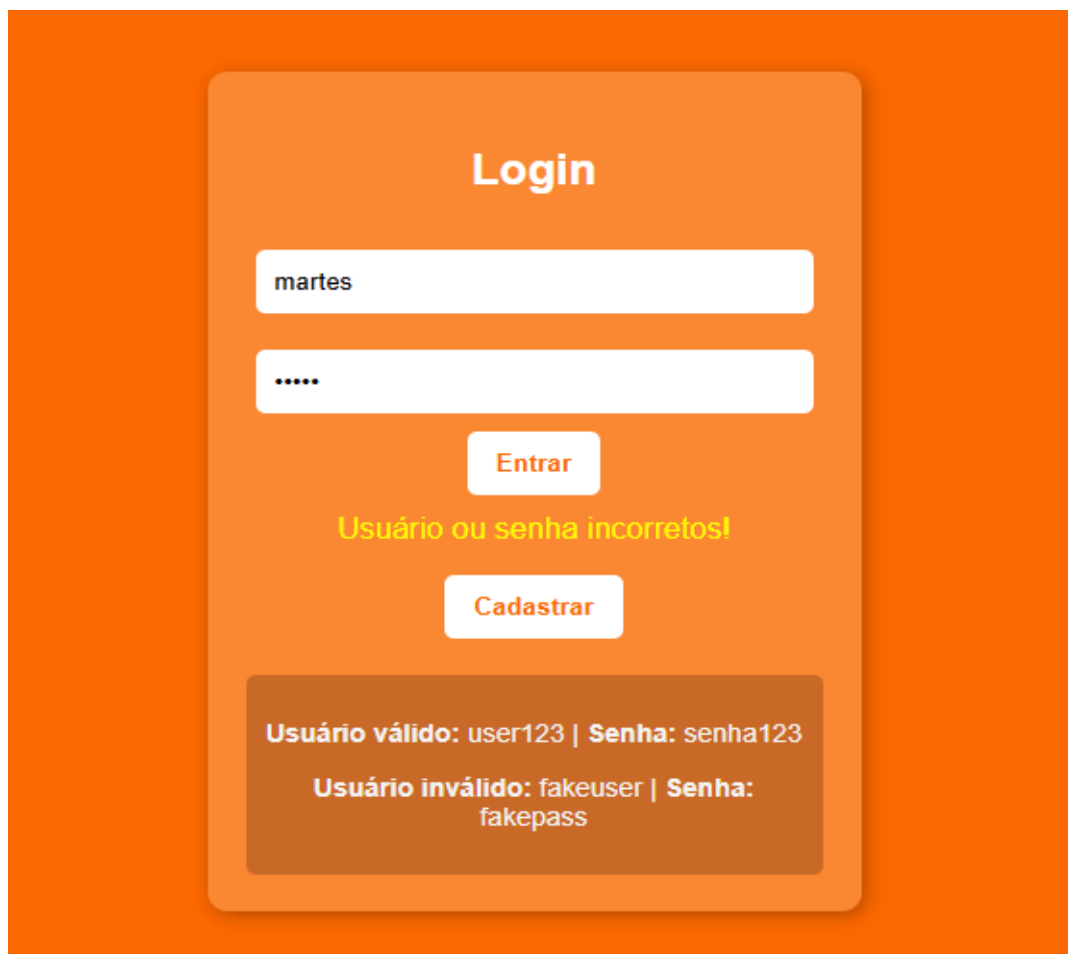 Login
martes
•••••
Entrar
Usuário ou senha incorretos!
Cadastrar
Usuário válido: user123 | Senha: senha123
Usuário inválido: fakeuser | Senha:
fakepass